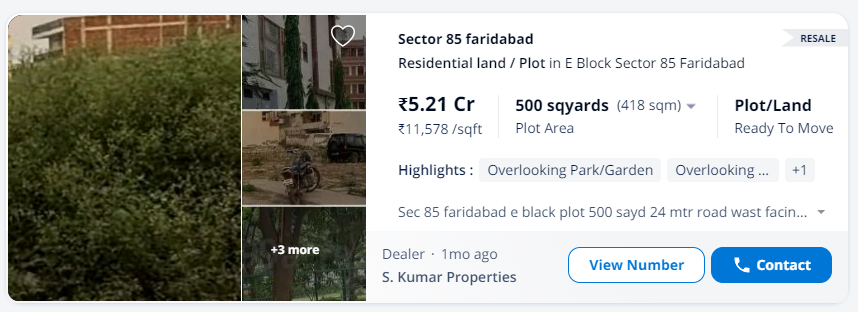 Sector 85 faridabad
RESALE
Residential land / Plot in E Block Sector 85 Faridabad
₹5.21 Cr
₹11,578 /sqft
500 sqyards (418 sqm)
Plot Area
Plot/Land
Ready To Move
Highlights : Overlooking Park/Garden Overlooking ... +1
Sec 85 faridabad e black plot 500 sayd 24 mtr road wast facin...
+3 more
Dealer · 1mo ago
S. Kumar Properties
View Number
Contact